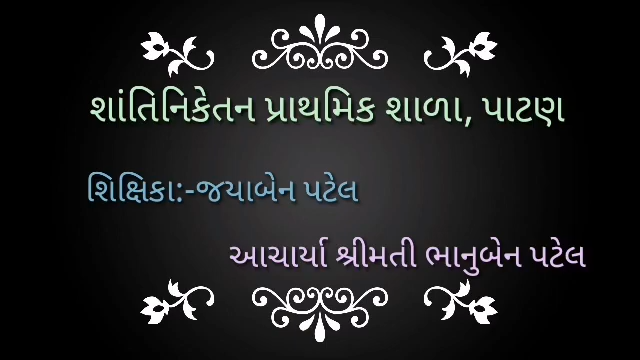 શાંતિનિકેતન પ્રાથમિક શાળા, પાટણ
શિક્ષિકા:-જયાબેન પટેલ
આચાર્યા શ્રીમતી ભાનુબેન પટેલ